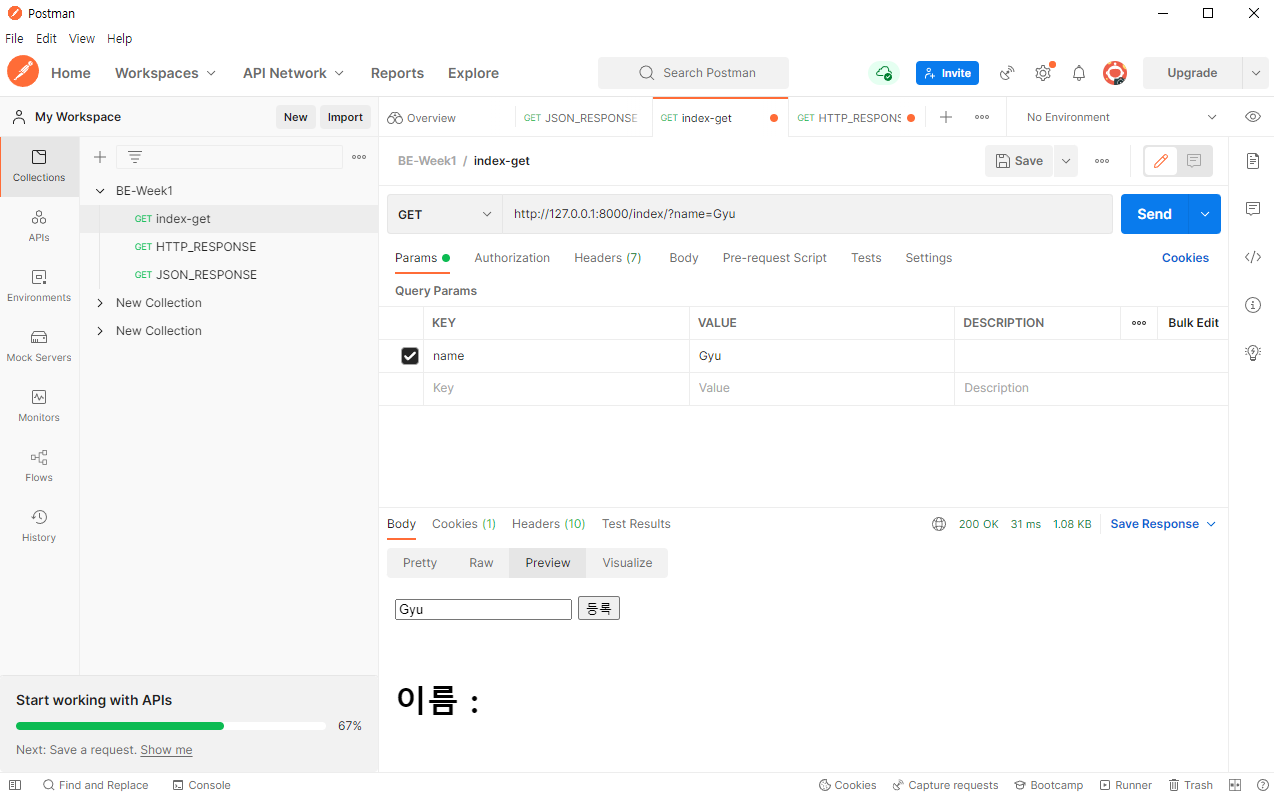 Postman
File Edit View Help
Home Workspaces API Network Reports Explore Search Postman Invite Upgrade
My Workspace New Import
Overview GET JSON_RESPONSE GET index-get GET HTTP_RESPONS No Environment
BE-Week1 / index-get Save
Collections
APIs
Environments
Mock Servers
Monitors
Flows
History
BE-Week1
GET index-get
GET HTTP_RESPONSE
GET JSON_RESPONSE
New Collection
New Collection
GET http://127.0.0.1:8000/index/?name=Gyu Send
Params Authorization Headers (7) Body Pre-request Script Tests Settings Cookies
Query Params
KEY VALUE DESCRIPTION Bulk Edit
name Gyu
Key Value Description
Body Cookies (1) Headers (10) Test Results 200 OK 31 ms 1.08 KB Save Response
Pretty Raw Preview Visualize
Gyu 등록
이름 :
Start working with APIs
67%
Next: Save a request. Show me
Find and Replace Console Cookies Capture requests Bootcamp Runner Trash